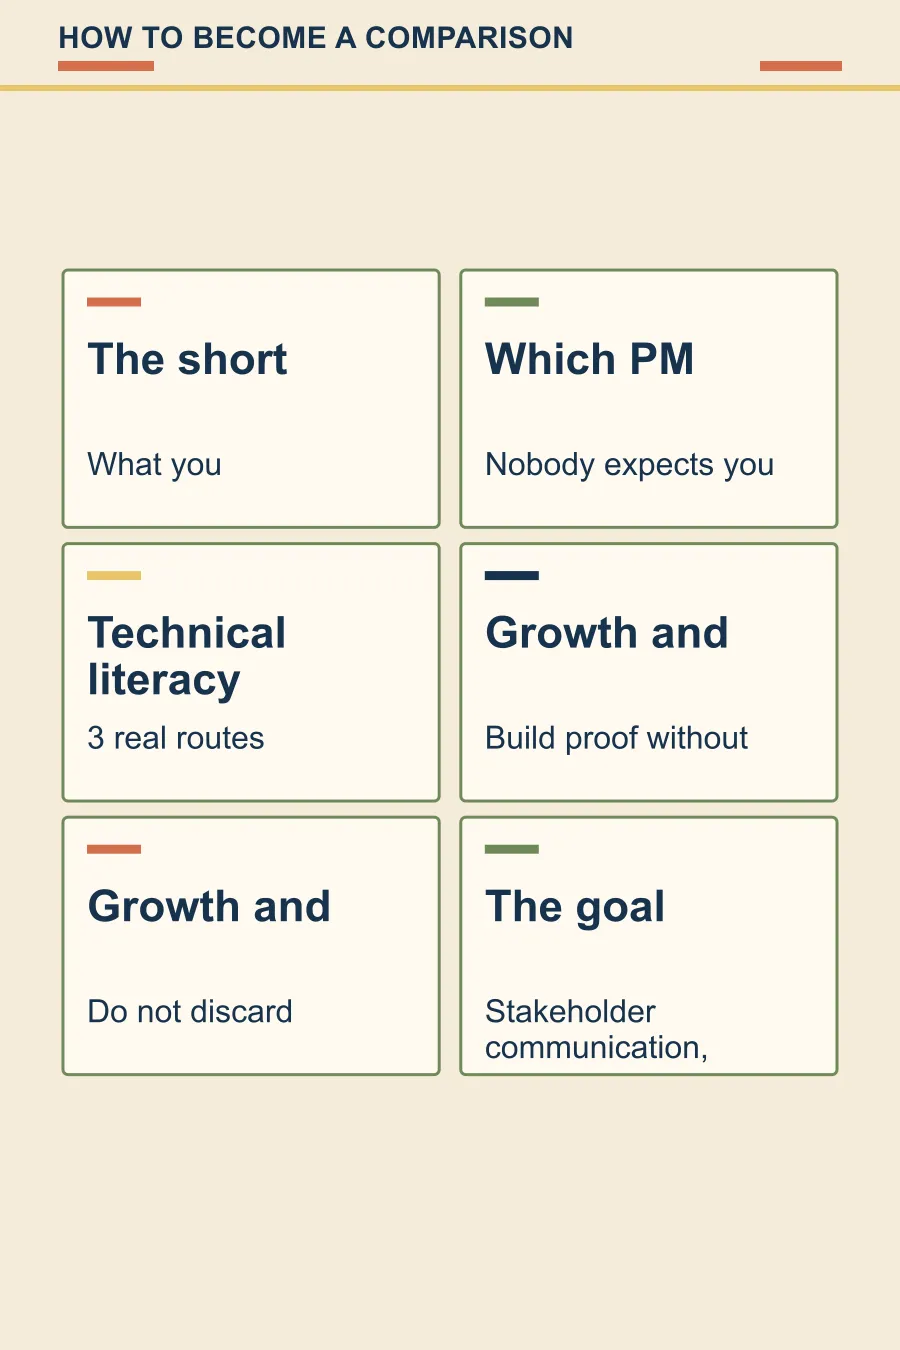 HOW TO BECOME A COMPARISON
The short
What you
Which PM
Nobody expects you
Technical
literacy
3 real routes
Growth and
Build proof without
Growth and
Do not discard
The goal
Stakeholder
communication,